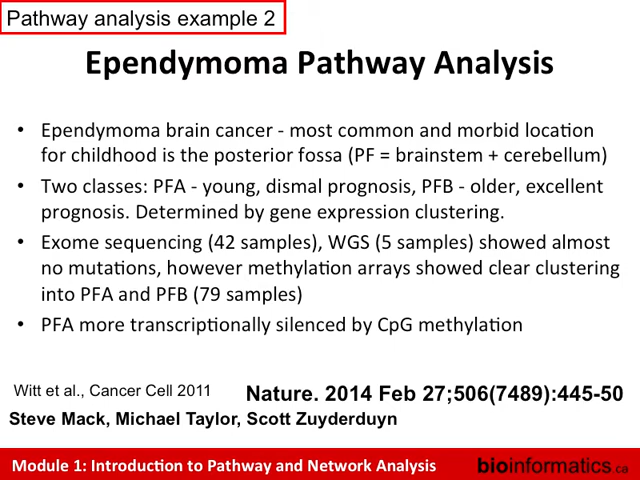 Pathway analysis example 2
Ependymoma Pathway Analysis
• Ependymoma brain cancer - most common and morbid location
for childhood is the posterior fossa (PF = brainstem + cerebellum)
• Two classes: PFA - young, dismal prognosis, PFB - older, excellent
prognosis. Determined by gene expression clustering.
• Exome sequencing (42 samples), WGS (5 samples) showed almost
no mutations, however methylation arrays showed clear clustering
into PFA and PFB (79 samples)
• PFA more transcriptionally silenced by CpG methylation
Witt et al., Cancer Cell 2011
Nature. 2014 Feb 27;506(7489):445-50
Steve Mack, Michael Taylor, Scott Zuyderduyn
Module 1: Introduction to Pathway and Network Analysis
bioinformatics.ca